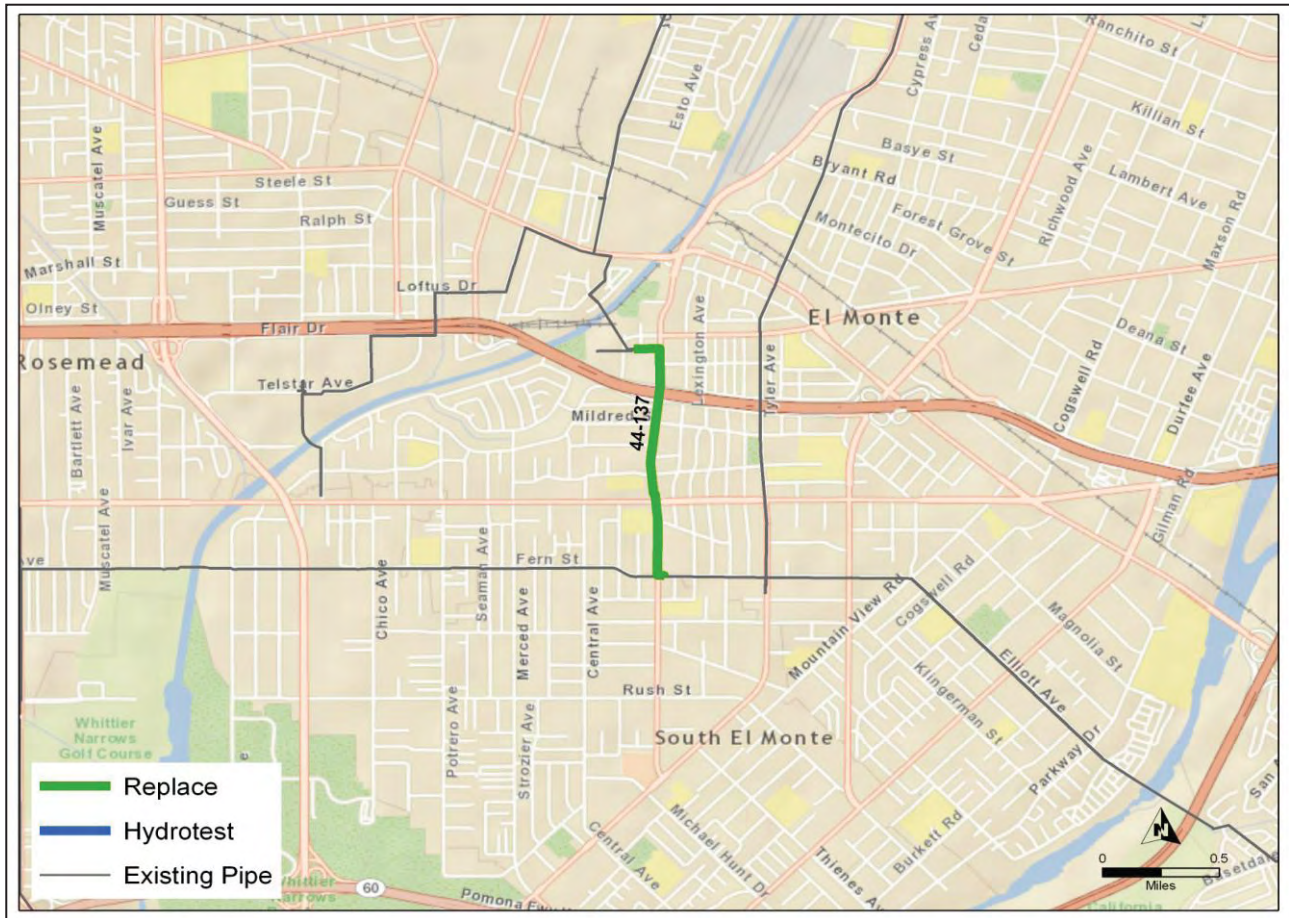 Ranchito St
Cypress Ave
Esto Ave
Killian St
Muscatel Ave
Basye St
Bryant Rd
Richwood Ave
Lambert Ave
Maxson Rd
Steele St
Guess St
Ralph St
Forest Grove St
Montecito Dr
Marshall St
Loftus Dr
Olney St
Flair Dr
El Monte
Lexington Ave
Deana St
Rosemead
Telstar Ave
Tyler Ave
Cogswell Rd
Durfee Ave
Bartlett Ave
Ivar Ave
Mildred
44-137
Gilman Rd
Muscatel Ave
Fern St
Chico Ave
Seaman Ave
Merced Ave
Central Ave
Mountain View Rd
Cogswell Rd
Magnolia St
Elliott Ave
Rush St
Klingerman St
Whittier
Narrows
Golf Course
South El Monte
Potrero Ave
Strozier Ave
Parkway Dr
Replace
Hydrotest
Existing Pipe
Michael Hunt Dr
Central Ave
Thienes Ave
Burkett Rd
N
0 0.5
Miles
Whittier
Narrows
60
Pomona
California